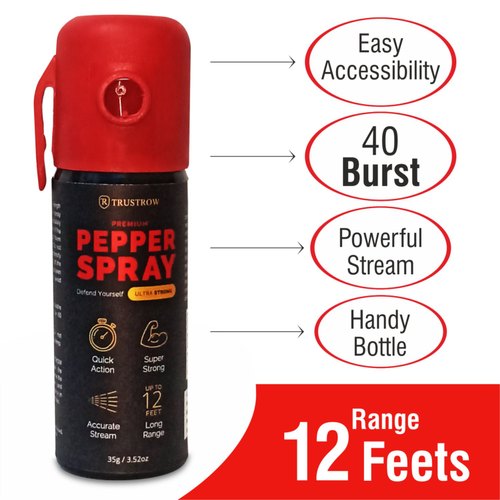 Easy
Accessibility
40
Burst
Powerful
Stream
Handy
Bottle
TRUSTROW
PREMIUM
PEPPER
SPRAY
Defend Yourself
ULTRA STRONG
Quick
Action
Super
Strong
Accurate
Stream
UP TO
12
FEET
Long
Range
35g / 3.52oz
Range
12 Feets